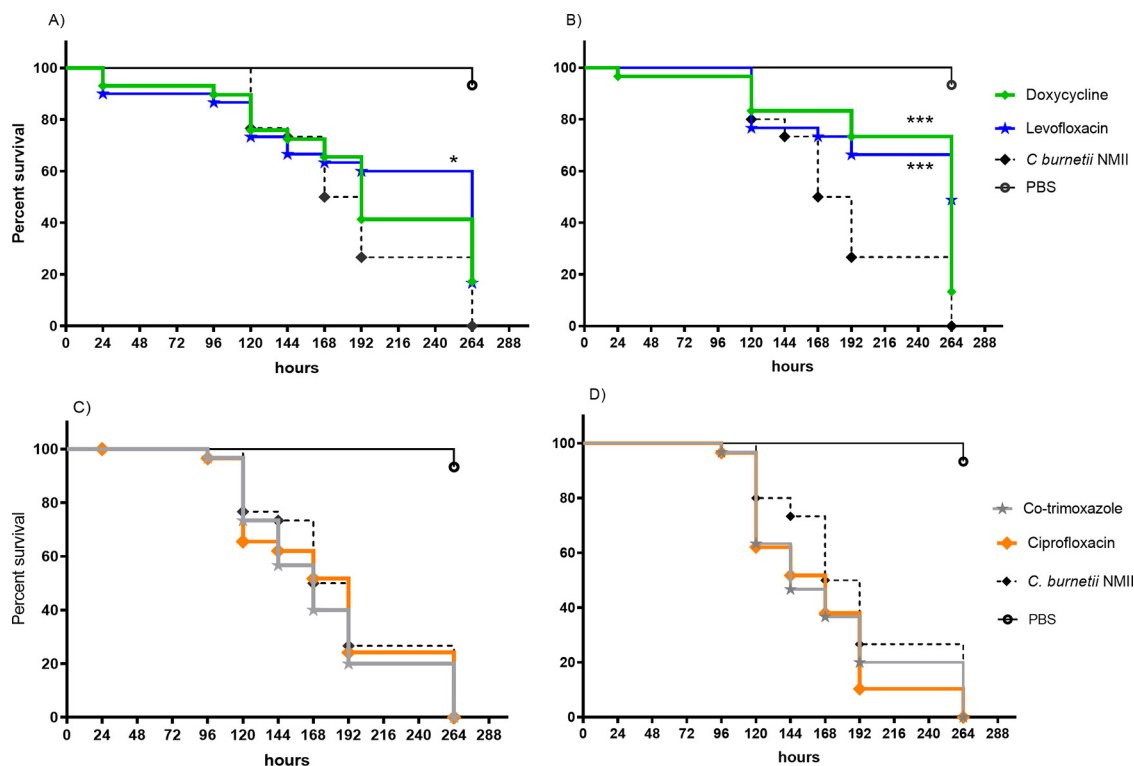 A)
B)
Percent survival
100
80
60
40
20
0
*
0 24 48 72 96 120 144 168 192 216 240 264 288
hours
100
80
60
40
20
0
***
***
0 24 48 72 96 120 144 168 192 216 240 264 288
hours
Doxycycline
Levofloxacin
C burnetii NMII
PBS
C)
D)
Percent survival
100
80
60
40
20
0
0 24 48 72 96 120 144 168 192 216 240 264 288
hours
100
80
60
40
20
0
0 24 48 72 96 120 144 168 192 216 240 264 288
hours
Co-trimoxazole
Ciprofloxacin
C. burnetii NMII
PBS